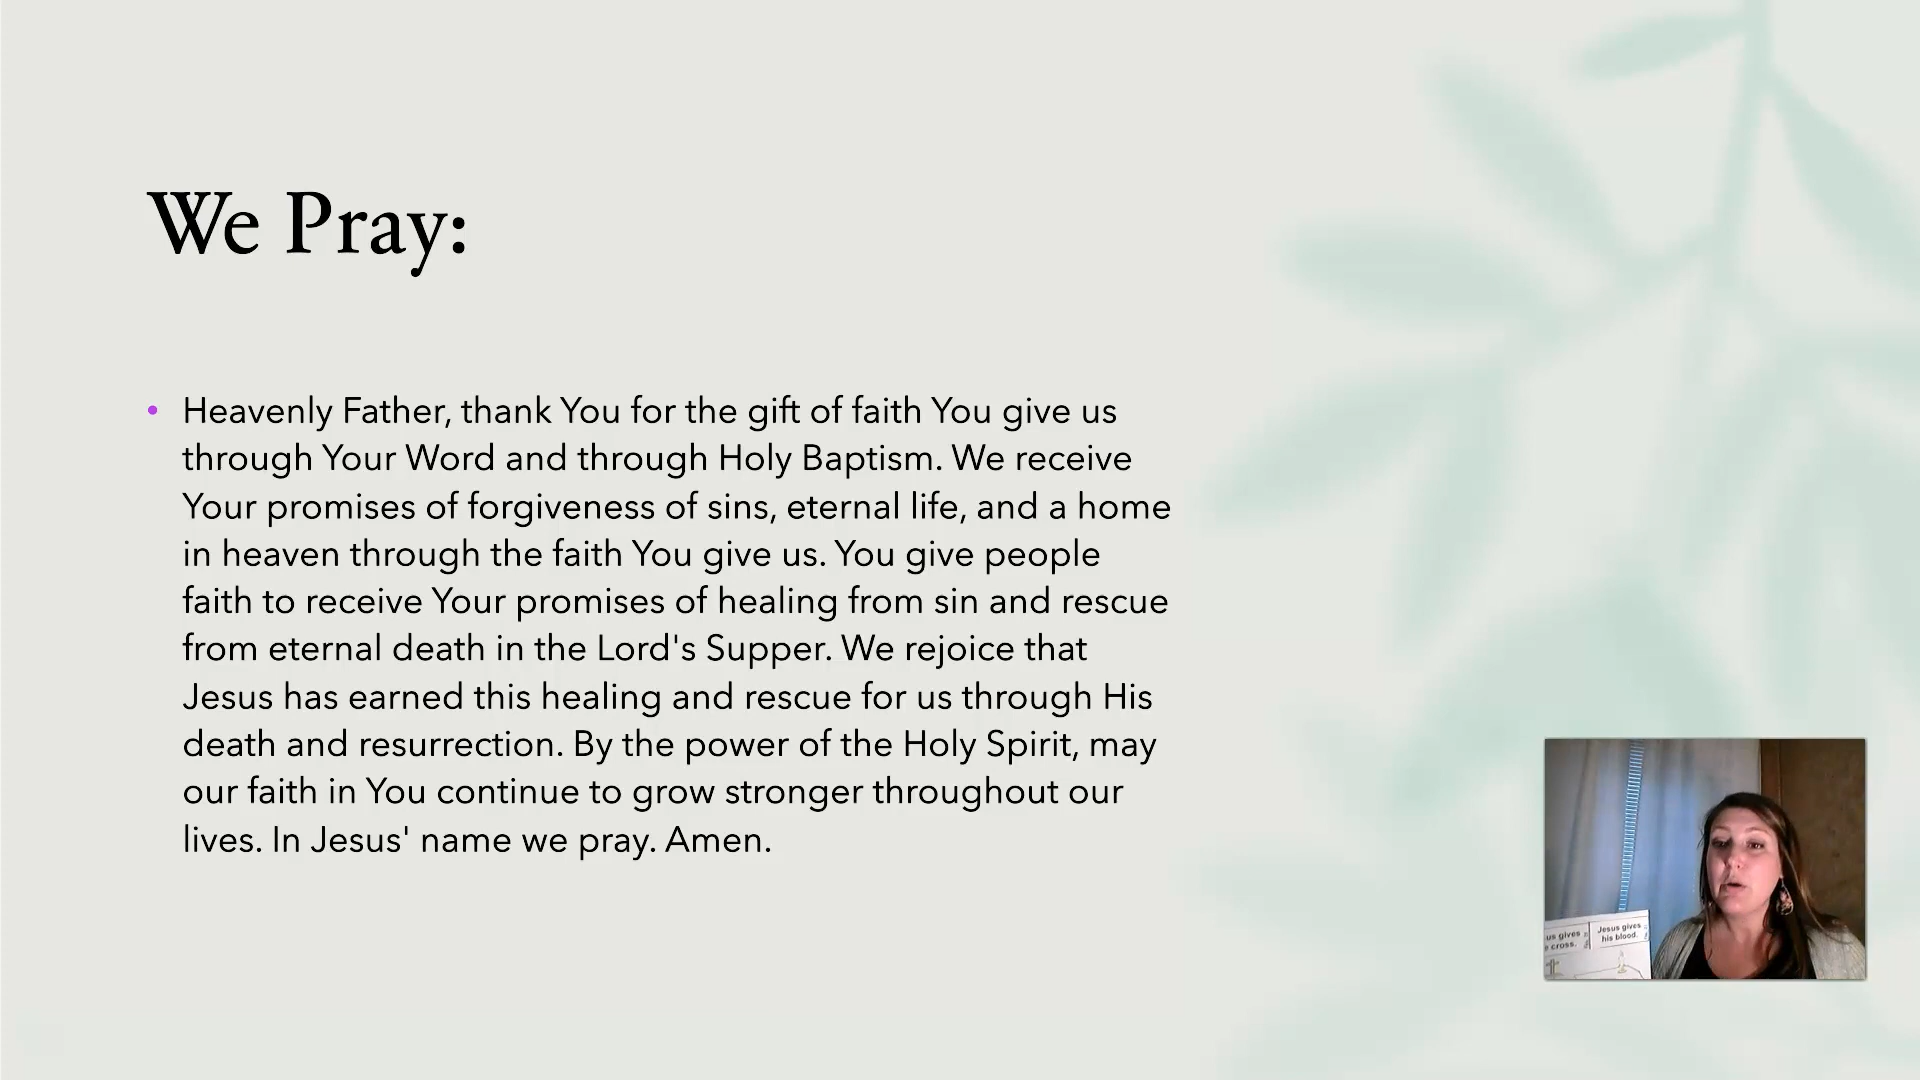 We Pray:
• Heavenly Father, thank You for the gift of faith You give us
through Your Word and through Holy Baptism. We receive
Your promises of forgiveness of sins, eternal life, and a home
in heaven through the faith You give us. You give people
faith to receive Your promises of healing from sin and rescue
from eternal death in the Lord's Supper. We rejoice that
Jesus has earned this healing and rescue for us through His
death and resurrection. By the power of the Holy Spirit, may
our faith in You continue to grow stronger throughout our
lives. In Jesus' name we pray. Amen.
us gives
cross.
Jesus gives
his blood.